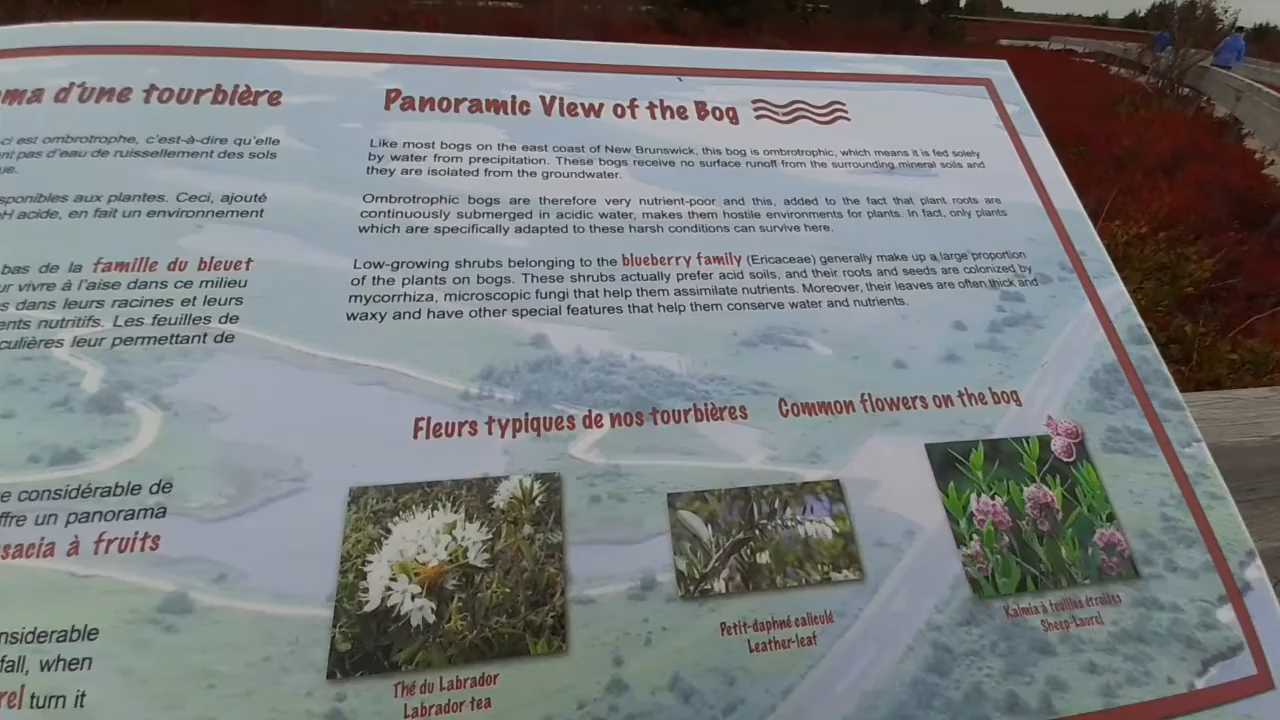 ma d'une tourbière
ci est ombrotrophe, c'est-à-dire qu'elle
nt pas d'eau de ruissellement des sols
ue.
sponibles aux plantes. Ceci, ajouté
H acide, en fait un environnement
bas de la famille du bleuet
ur vivre à l'aise dans ce milieu
s dans leurs racines et leurs
ents nutritifs. Les feuilles de
culières leur permettant de
e considérable de
ffre un panorama
ssacia à fruits
nsiderable
fall, when
rel turn it
Panoramic View of the Bog
Like most bogs on the east coast of New Brunswick, this bog is ombrotrophic, which means it is fed solely
by water from precipitation. These bogs receive no surface runoff from the surrounding mineral soils and
they are isolated from the groundwater.
Ombrotrophic bogs are therefore very nutrient-poor and this, added to the fact that plant roots are
continuously submerged in acidic water, makes them hostile environments for plants. In fact, only plants
which are specifically adapted to these harsh conditions can survive here.
Low-growing shrubs belonging to the blueberry family (Ericaceae) generally make up a large proportion
of the plants on bogs. These shrubs actually prefer acid soils, and their roots and seeds are colonized by
mycorrhiza, microscopic fungi that help them assimilate nutrients. Moreover, their leaves are often thick and
waxy and have other special features that help them conserve water and nutrients.
Fleurs typiques de nos tourbières
Common flowers on the bog
Thé du Labrador
Labrador tea
Petit-daphné caliculé
Leather-leaf
Kalmia à feuilles étroites
Sheep-Laurel